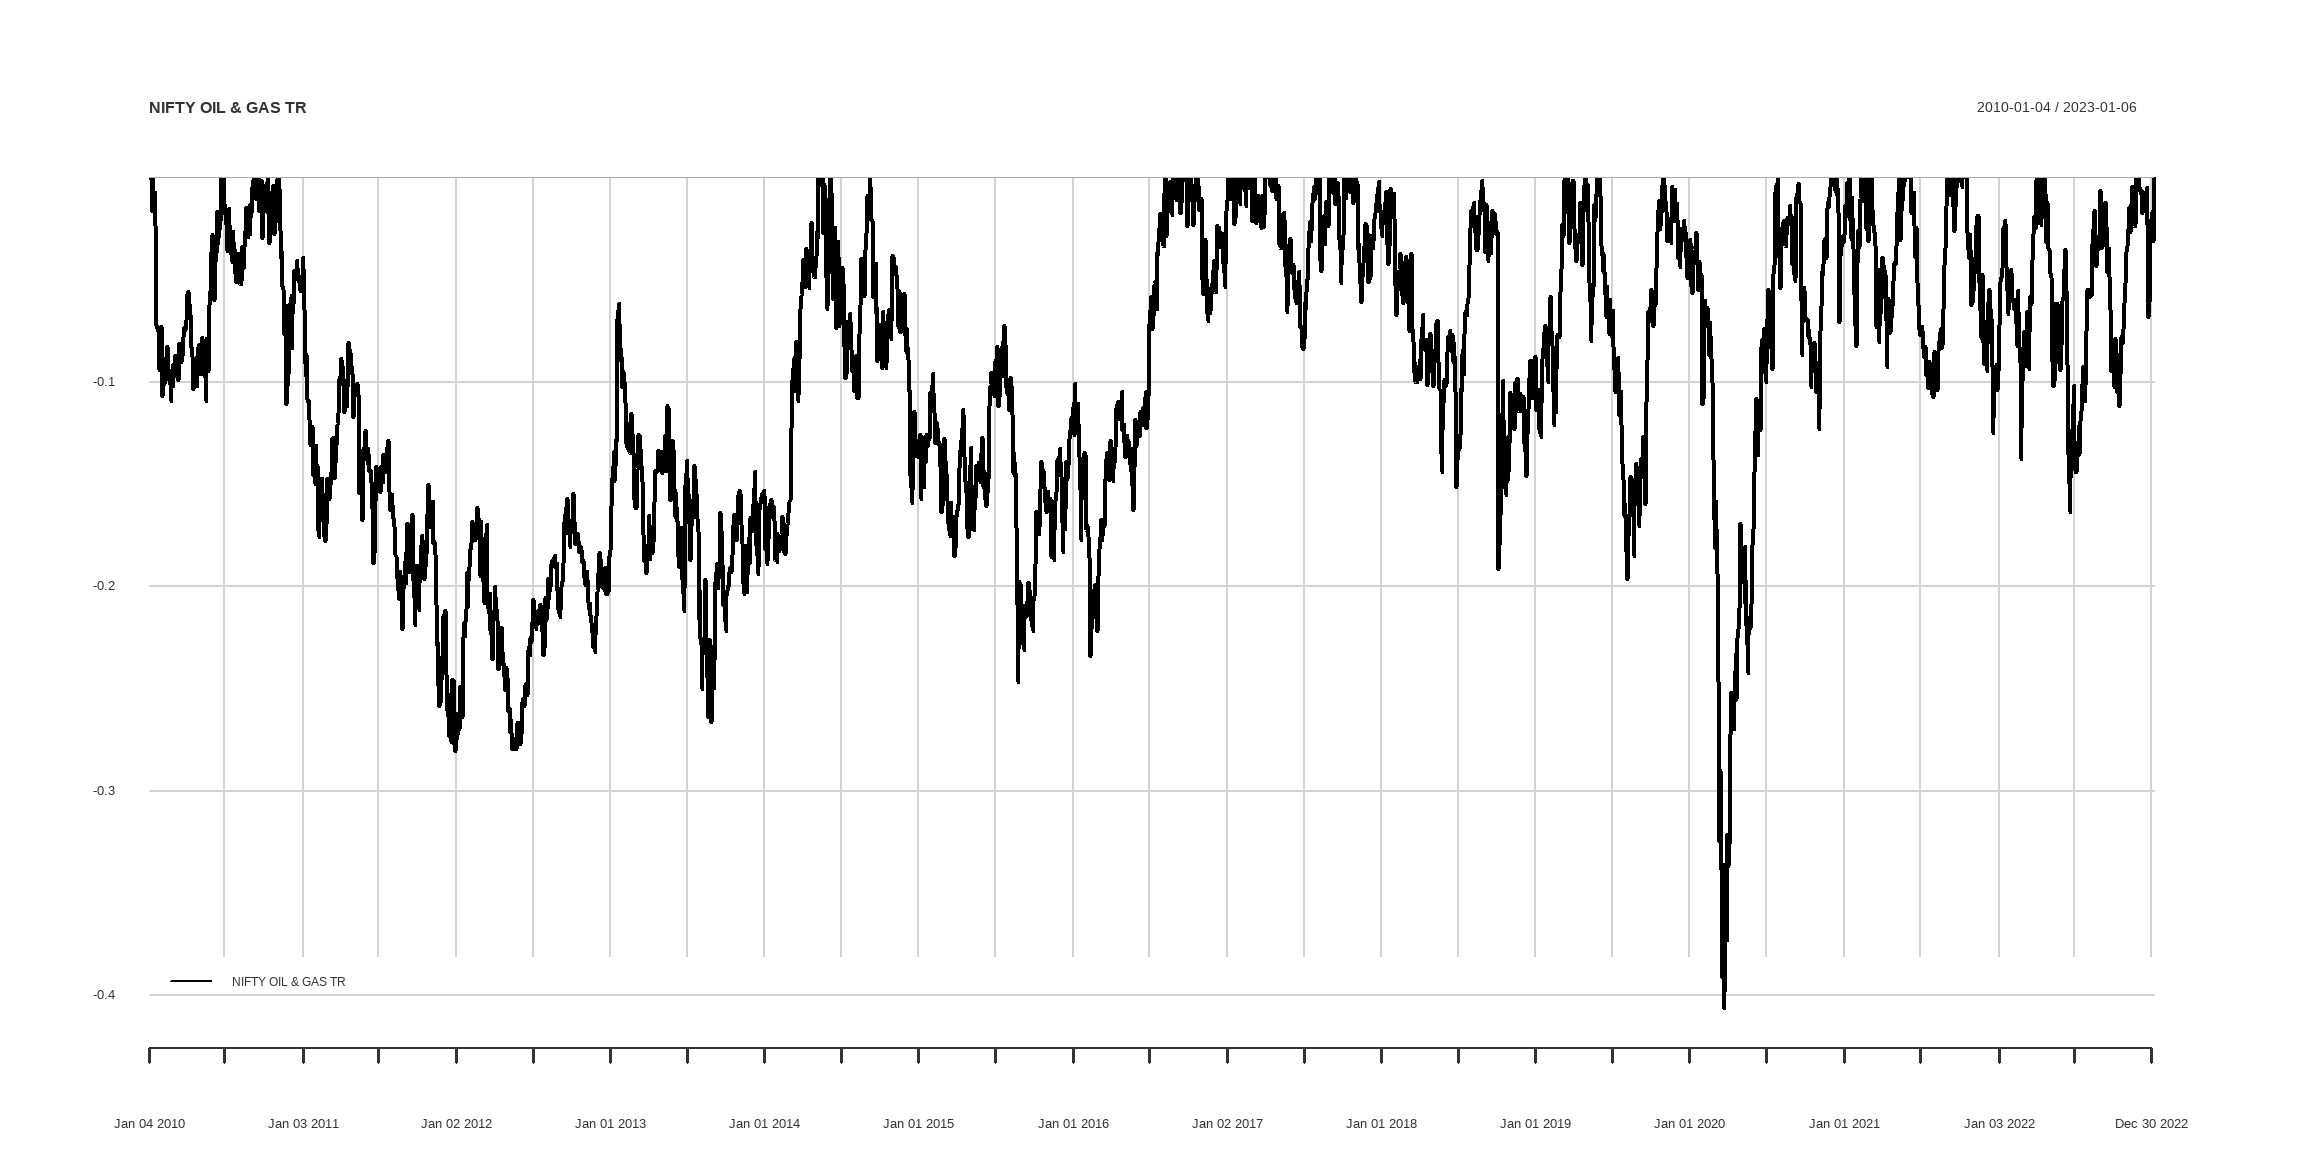 NIFTY OIL & GAS TR
2010-01-04 / 2023-01-06
-0.1
-0.2
-0.3
-0.4
NIFTY OIL & GAS TR
Jan 04 2010
Jan 03 2011
Jan 02 2012
Jan 01 2013
Jan 01 2014
Jan 01 2015
Jan 01 2016
Jan 02 2017
Jan 01 2018
Jan 01 2019
Jan 01 2020
Jan 01 2021
Jan 03 2022
Dec 30 2022